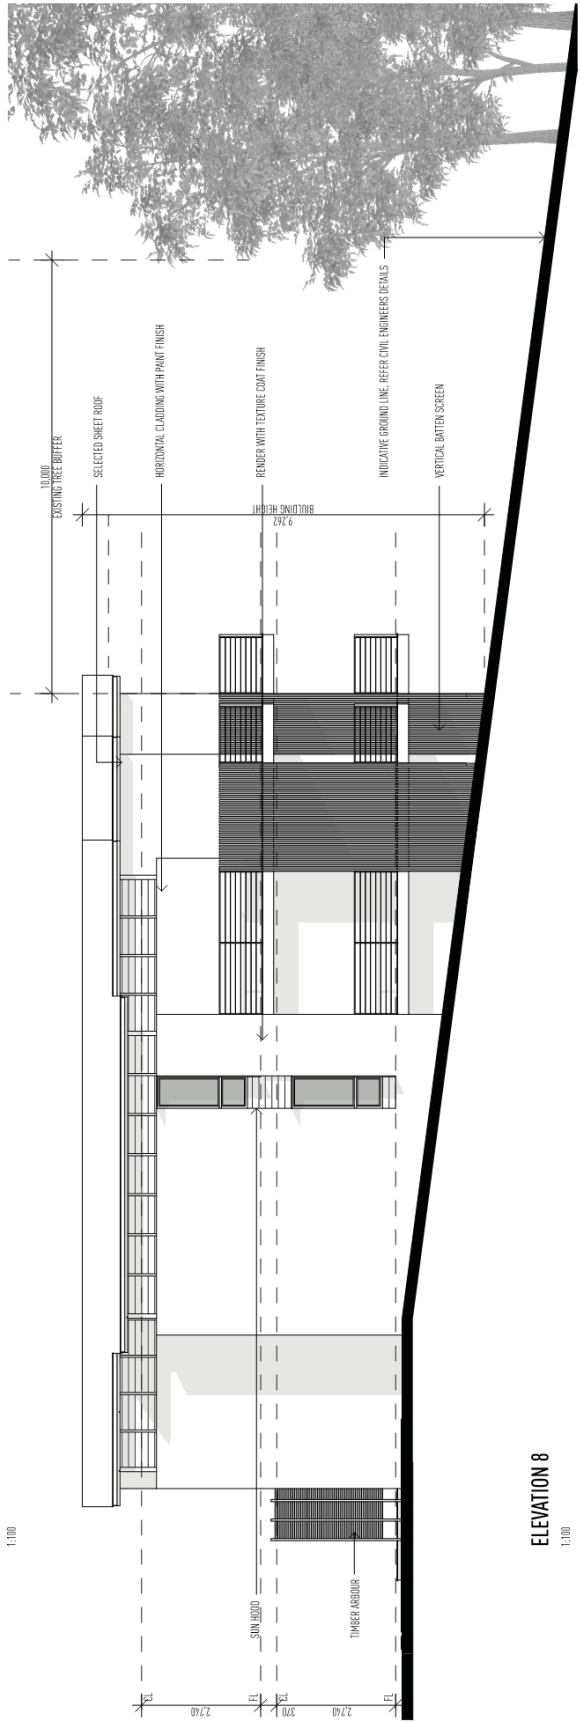 10,000
EXISTING TREE BUFFER
SELECTED SHEET ROOF
HORIZONTAL CLADDING WITH PAINT FINISH
RENDER WITH TEXTURE COAT FINISH
INDICATIVE GROUND LINE, REFER CIVIL ENGINEERS DETAILS
VERTICAL BATTEN SCREEN
9,262
BIULDING HEIGHT
SUN HOOD
TIMBER ARBOUR
CL
2,740
FL
370
CL
2,740
FL
1:100
ELEVATION 8
1:100